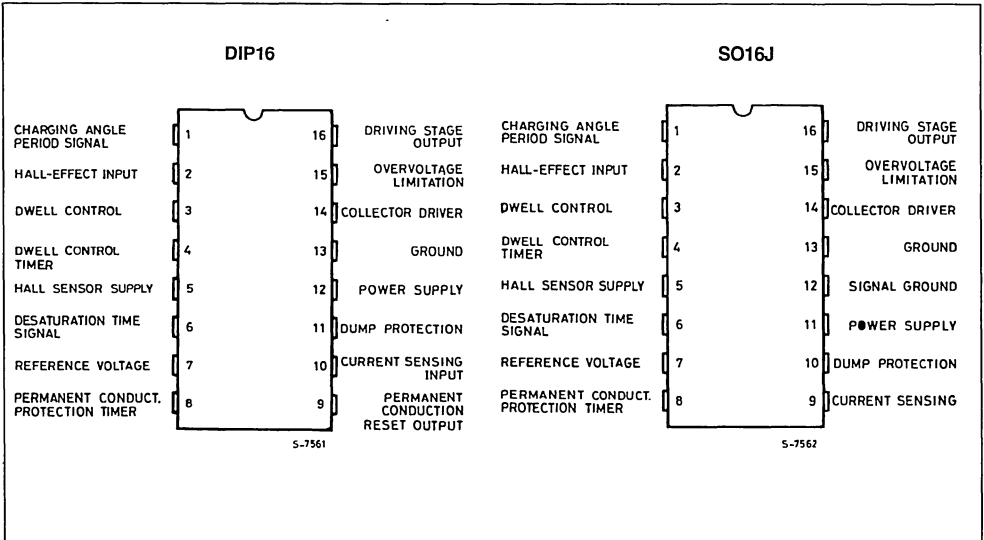 DIP16
CHARGING ANGLE
PERIOD SIGNAL
1
16
DRIVING STAGE
OUTPUT
HALL-EFFECT INPUT
2
15
OVERVOLTAGE
LIMITATION
DWELL CONTROL
3
14
COLLECTOR DRIVER
DWELL CONTROL
TIMER
4
13
GROUND
HALL SENSOR SUPPLY
5
12
POWER SUPPLY
DESATURATION TIME
SIGNAL
6
11
DUMP PROTECTION
REFERENCE VOLTAGE
7
10
CURRENT SENSING
INPUT
PERMANENT CONDUCT.
PROTECTION TIMER
8
9
PERMANENT
CONDUCTION
RESET OUTPUT
S-7561
SO16J
CHARGING ANGLE
PERIOD SIGNAL
1
16
DRIVING STAGE
OUTPUT
HALL-EFFECT INPUT
2
15
OVERVOLTAGE
LIMITATION
DWELL CONTROL
3
14
COLLECTOR DRIVER
DWELL CONTROL
TIMER
4
13
GROUND
HALL SENSOR SUPPLY
5
12
SIGNAL GROUND
DESATURATION TIME
SIGNAL
6
11
POWER SUPPLY
REFERENCE VOLTAGE
7
10
DUMP PROTECTION
PERMANENT CONDUCT.
PROTECTION TIMER
8
9
CURRENT SENSING
S-7562